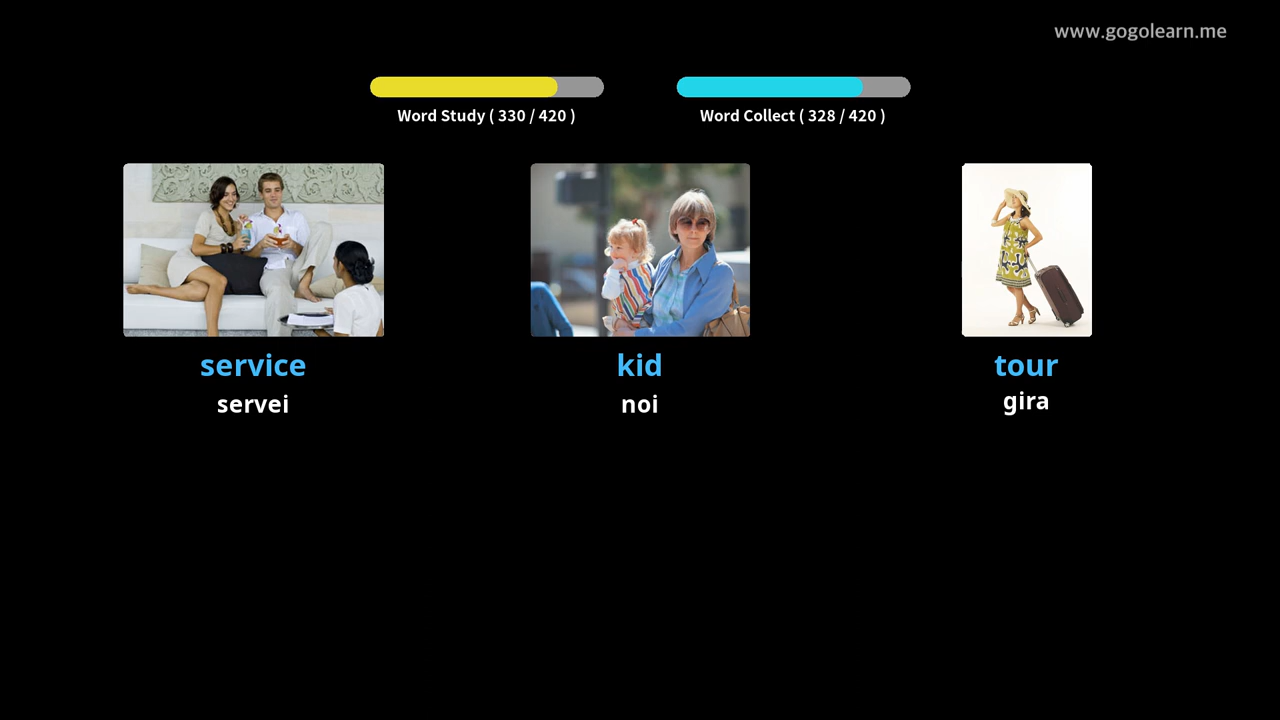 www.gogolearn.me
Word Study ( 330 / 420 )
Word Collect ( 328 / 420 )
service
kid
tour
servei
noi
gira